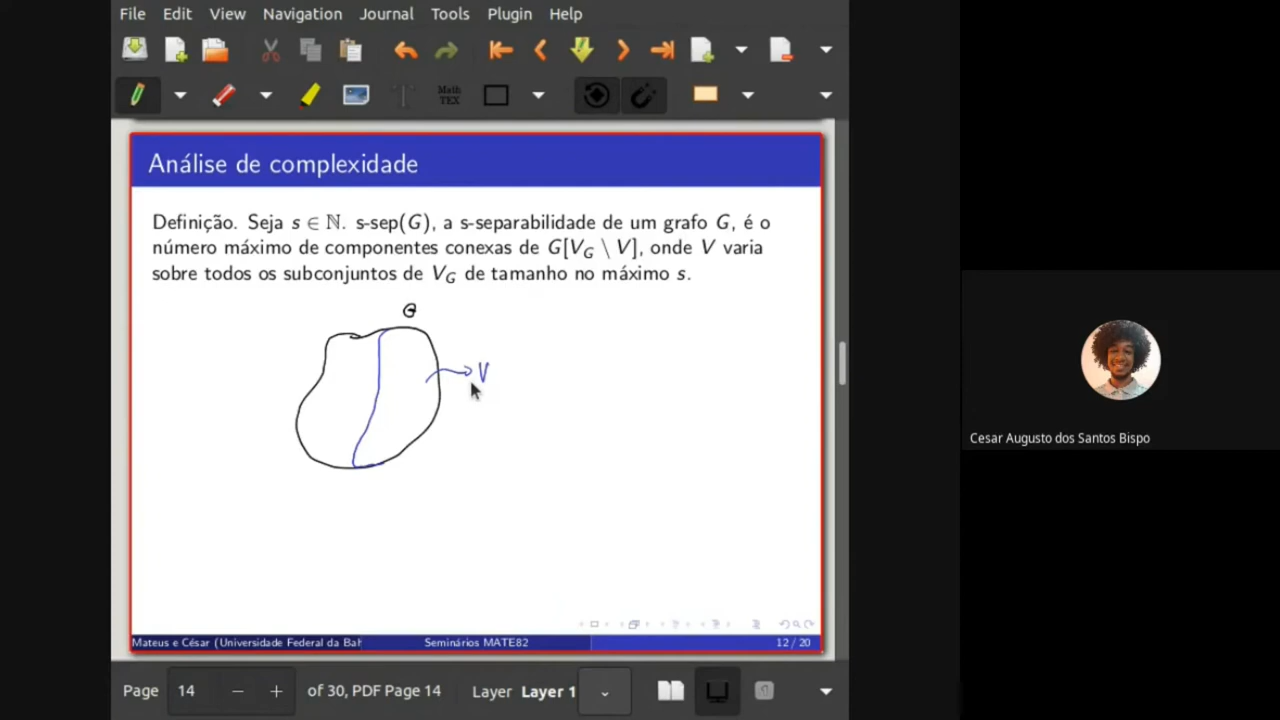 File Edit View Navigation Journal Tools Plugin Help
Math
TEX
Análise de complexidade
Definição. Seja s ∈ ℕ. s-sep(G), a s-separabilidade de um grafo G, é o
número máximo de componentes conexas de G[V_G \ V], onde V varia
sobre todos os subconjuntos de V_G de tamanho no máximo s.
G
V
Cesar Augusto dos Santos Bispo
Mateus e César (Universidade Federal da Bah Seminários MATE82 12 / 20
Page 14 of 30, PDF Page 14 Layer Layer 1